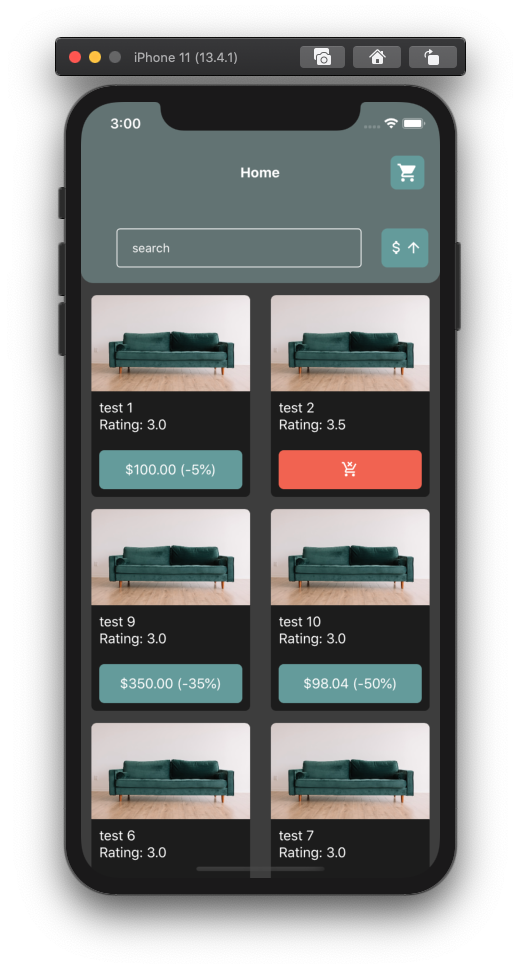 iPhone 11 (13.4.1)
3:00
Home
search
$
test 1
Rating: 3.0
$100.00 (-5%)
test 2
Rating: 3.5
test 9
Rating: 3.0
$350.00 (-35%)
test 10
Rating: 3.0
$98.04 (-50%)
test 6
Rating: 3.0
test 7
Rating: 3.0